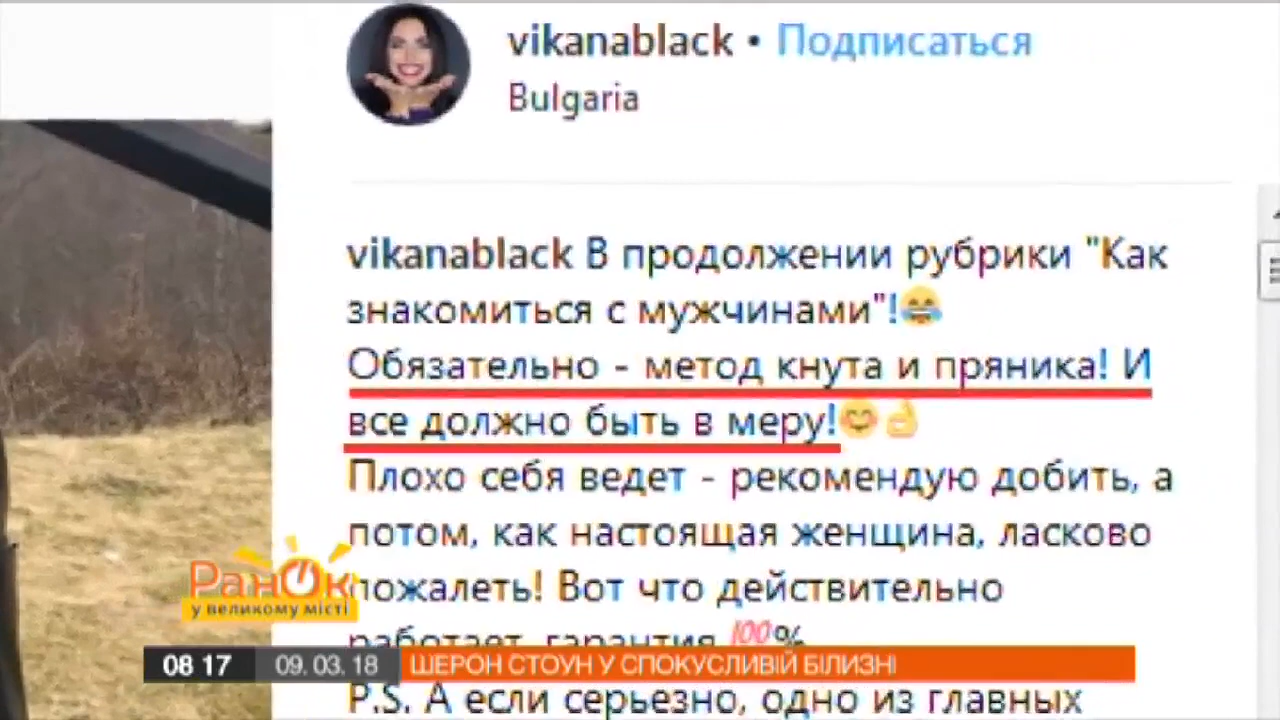 vikanablack • Подписаться
Bulgaria
vikanablack В продолжении рубрики "Как
знакомиться с мужчинами"!😂
Обязательно - метод кнута и пряника! И
все должно быть в меру!😊👌
Плохо себя ведет - рекомендую добить, а
потом, как настоящая женщина, ласково
пожалеть! Вот что действительно
работает, гарантия 💯%
P.S. А если серьезно, одно из главных
РанОк
у великому місті
08 17 09. 03. 18 ШЕРОН СТОУН У СПОКУСЛИВІЙ БІЛИЗНІ